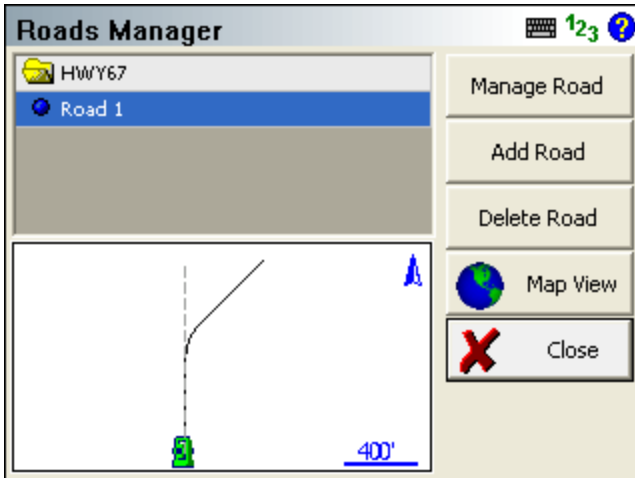 Roads Manager
123
?
HWY67
Road 1
Manage Road
Add Road
Delete Road
Map View
Close
400'